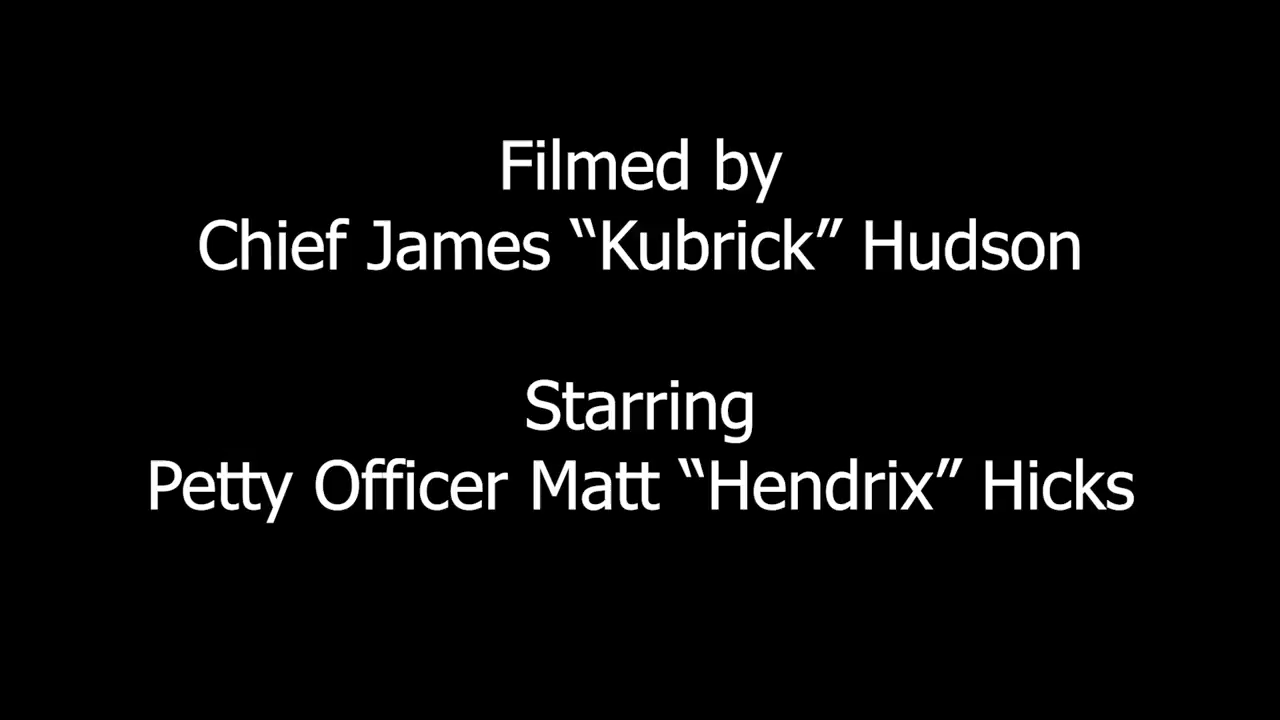 Filmed by
Chief James “Kubrick” Hudson
Starring
Petty Officer Matt “Hendrix” Hicks